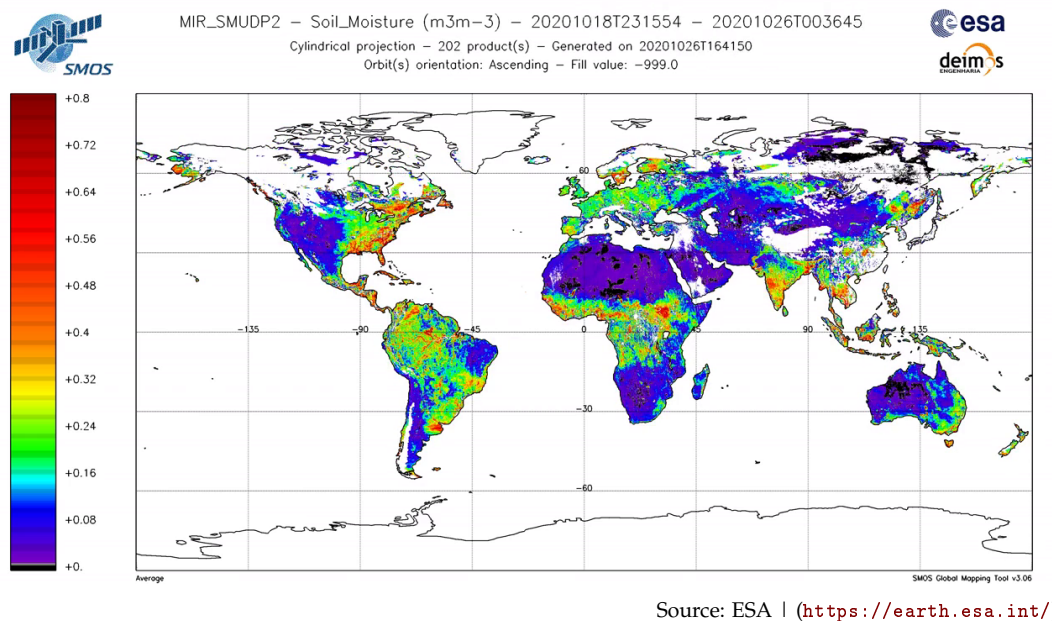 MIR_SMUDP2 – Soil_Moisture (m3m-3) – 20201018T231554 – 20201026T003645
Cylindrical projection – 202 product(s) – Generated on 20201026T164150
Orbit(s) orientation: Ascending – Fill value: -999.0
SMOS
esa
deimos
ENGENHARIA
+0.8
+0.72
+0.64
+0.56
+0.48
+0.4
+0.32
+0.24
+0.16
+0.08
+0.
60
-135
-90
-45
0
45
90
135
-30
-60
Average
SMOS Global Mapping Tool v3.06
Source: ESA | (https://earth.esa.int/